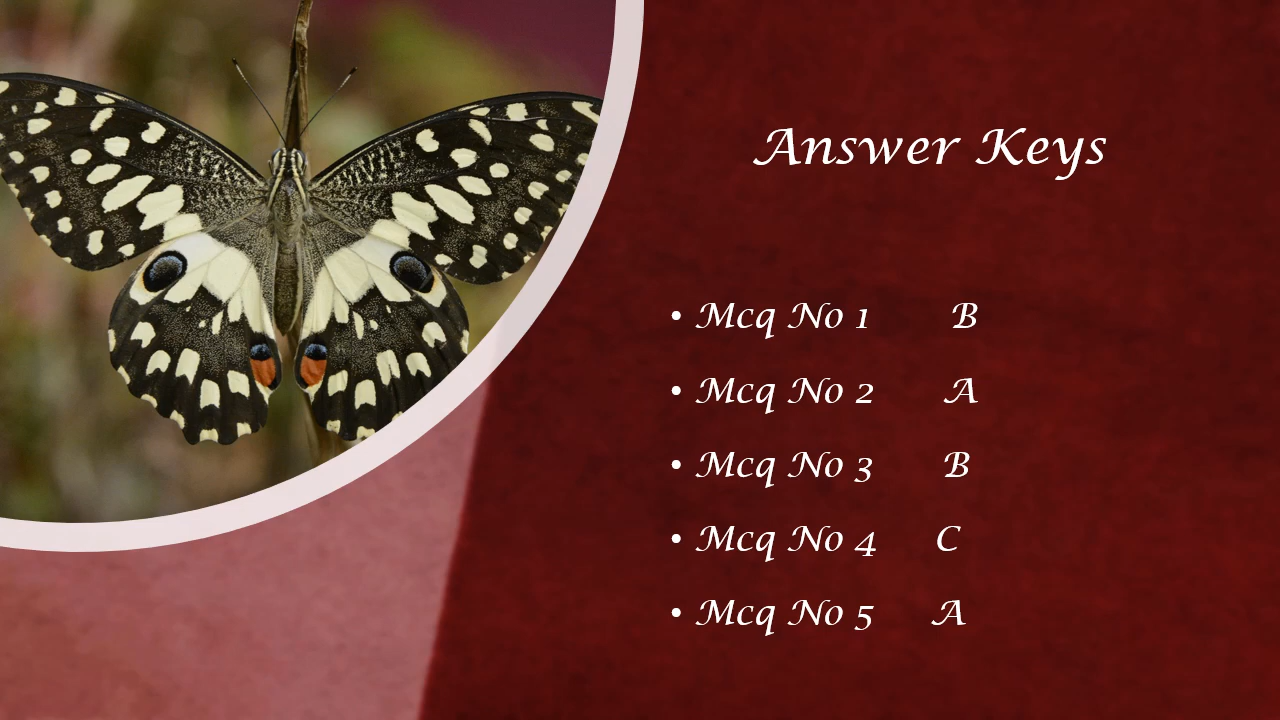 Answer Keys
• Mcq No 1 B
• Mcq No 2 A
• Mcq No 3 B
• Mcq No 4 C
• Mcq No 5 A